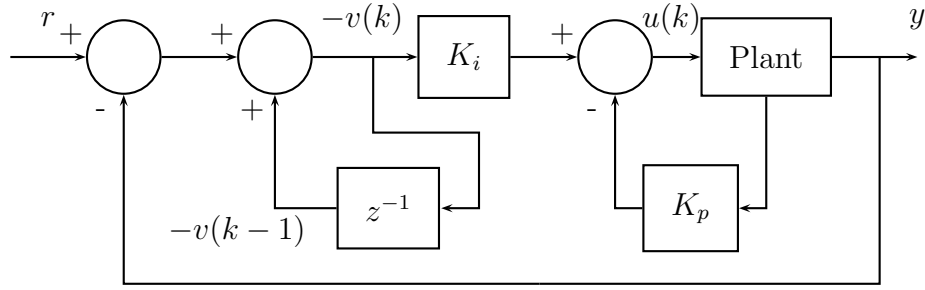 r
+
-
+
+
−v(k)
K_i
+
-
u(k)
Plant
y
z^{-1}
−v(k − 1)
K_p